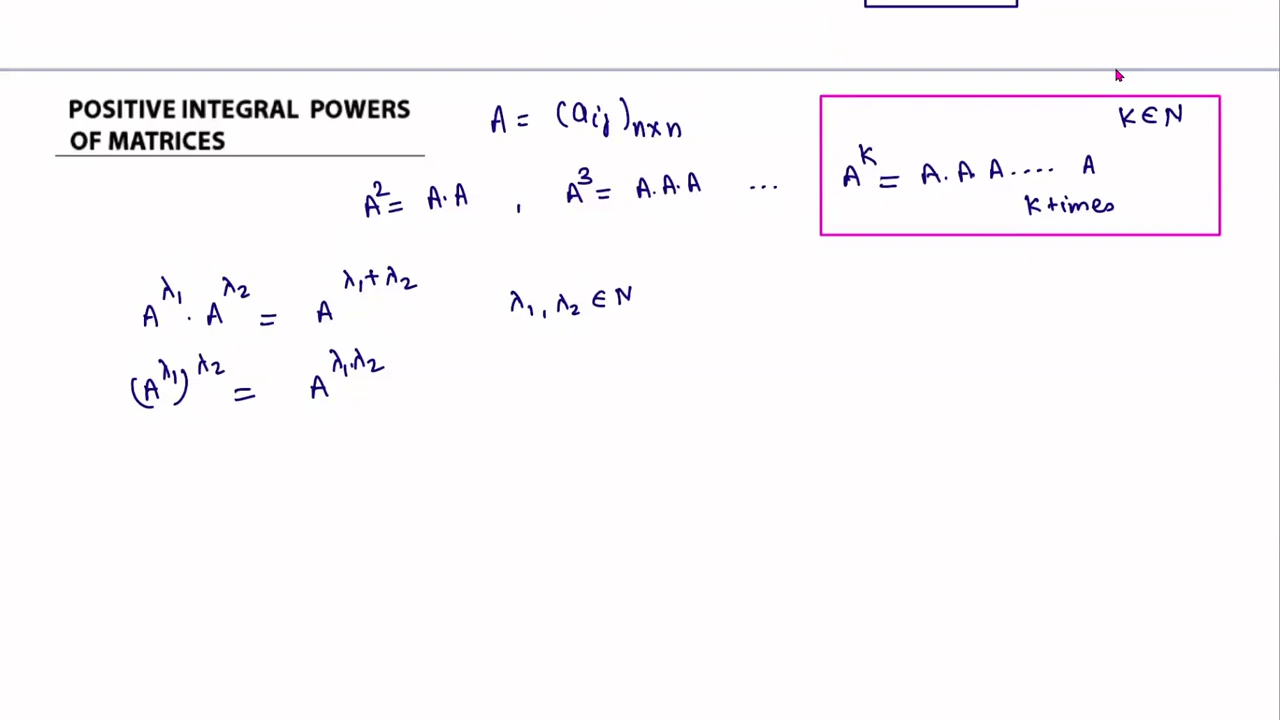 POSITIVE INTEGRAL POWERS
OF MATRICES
A = (aij)n×n
A² = A.A , A³ = A.A.A ...
K ∈ N
A^K = A. A. A .... A
K times
A^λ₁ . A^λ₂ = A^λ₁+λ₂
λ₁, λ₂ ∈ N
(A^λ₁)^λ₂ = A^λ₁.λ₂